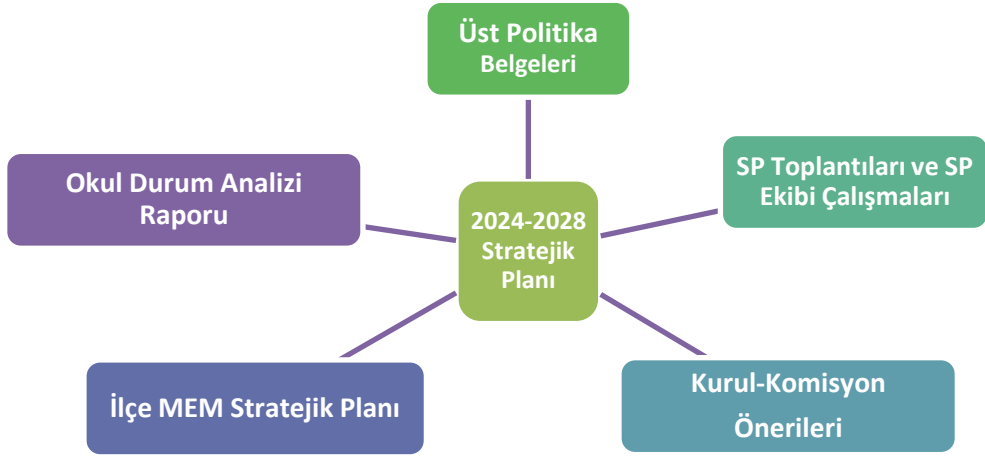 Üst Politika
Belgeleri
Okul Durum Analizi
Raporu
SP Toplantıları ve SP
Ekibi Çalışmaları
2024-2028
Stratejik
Planı
İlçe MEM Stratejik Planı
Kurul-Komisyon
Önerileri